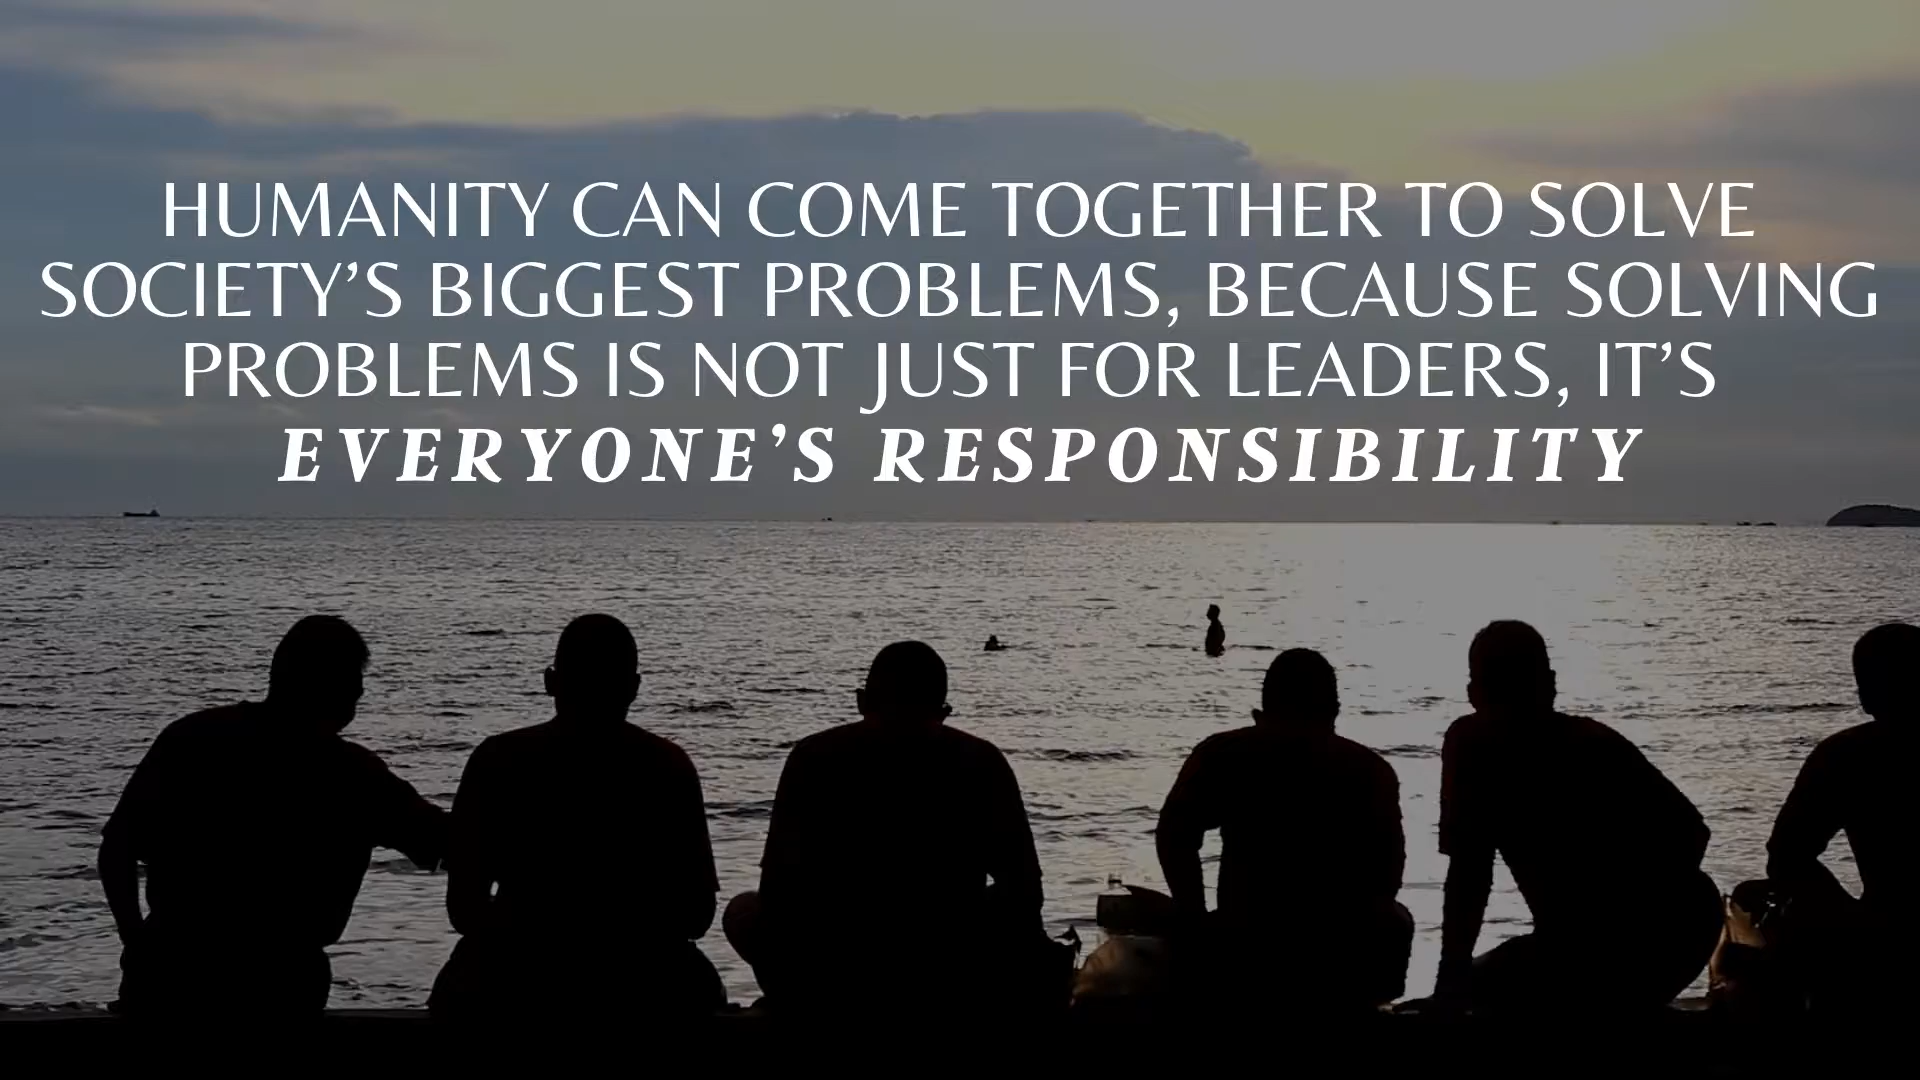 HUMANITY CAN COME TOGETHER TO SOLVE
SOCIETY’S BIGGEST PROBLEMS, BECAUSE SOLVING
PROBLEMS IS NOT JUST FOR LEADERS, IT’S
EVERYONE’S RESPONSIBILITY